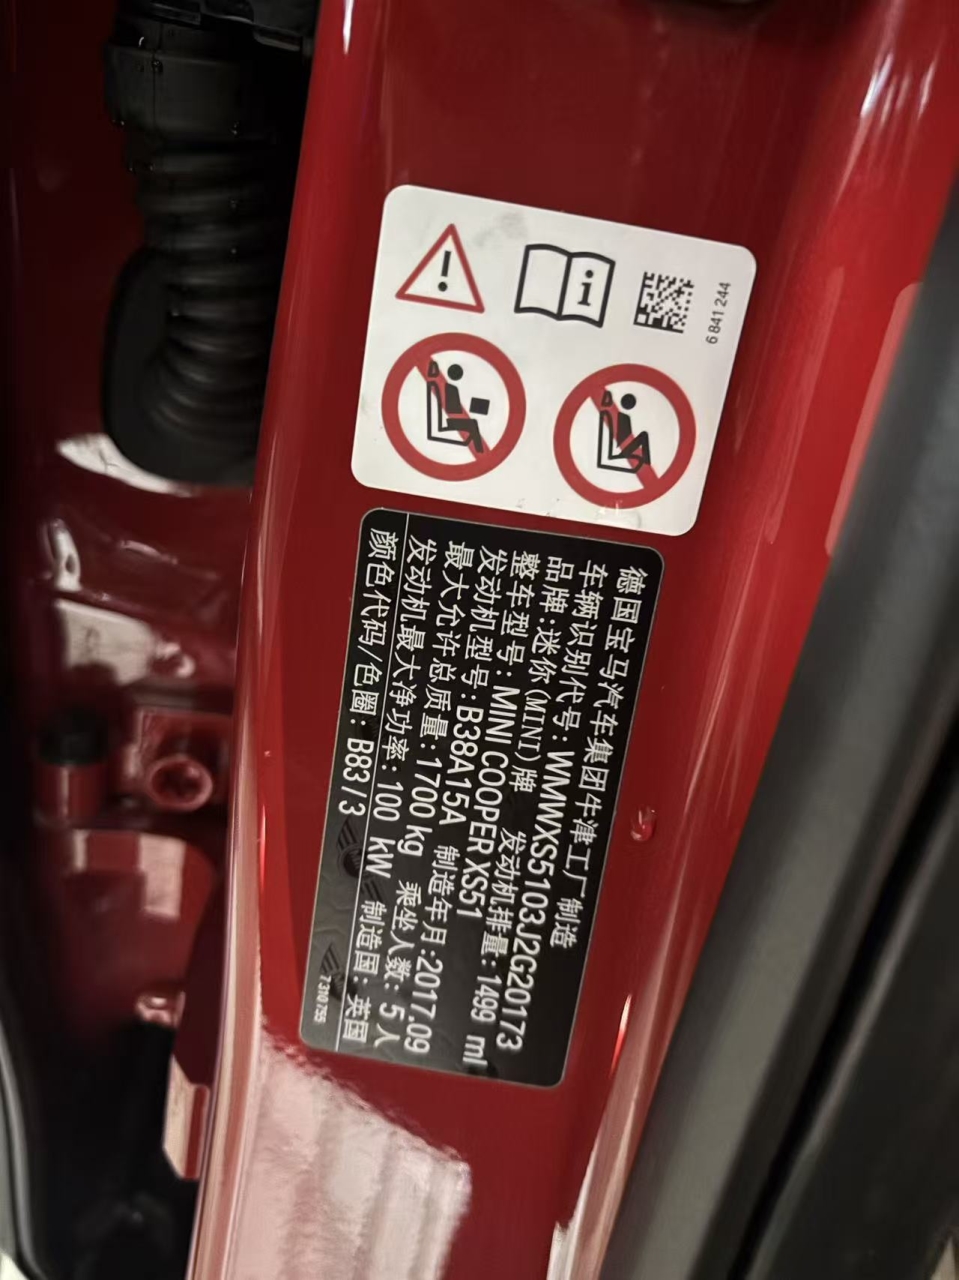 6 841 244
德国宝马汽车集团牛津工厂 制造
车辆识别代号: WMWXS5103J2G20173
品牌:迷你(MINI)牌 发动机排量: 1499 ml
整车型号: MINI COOPER XS51
发动机型号: B38A15A 制造年月:2017.09
最大允许总质量: 1700 kg 乘坐人数: 5 人
发动机最大净功率: 100 kW 制造国: 英国
颜色代码/色圈: B83 / 3
7310755